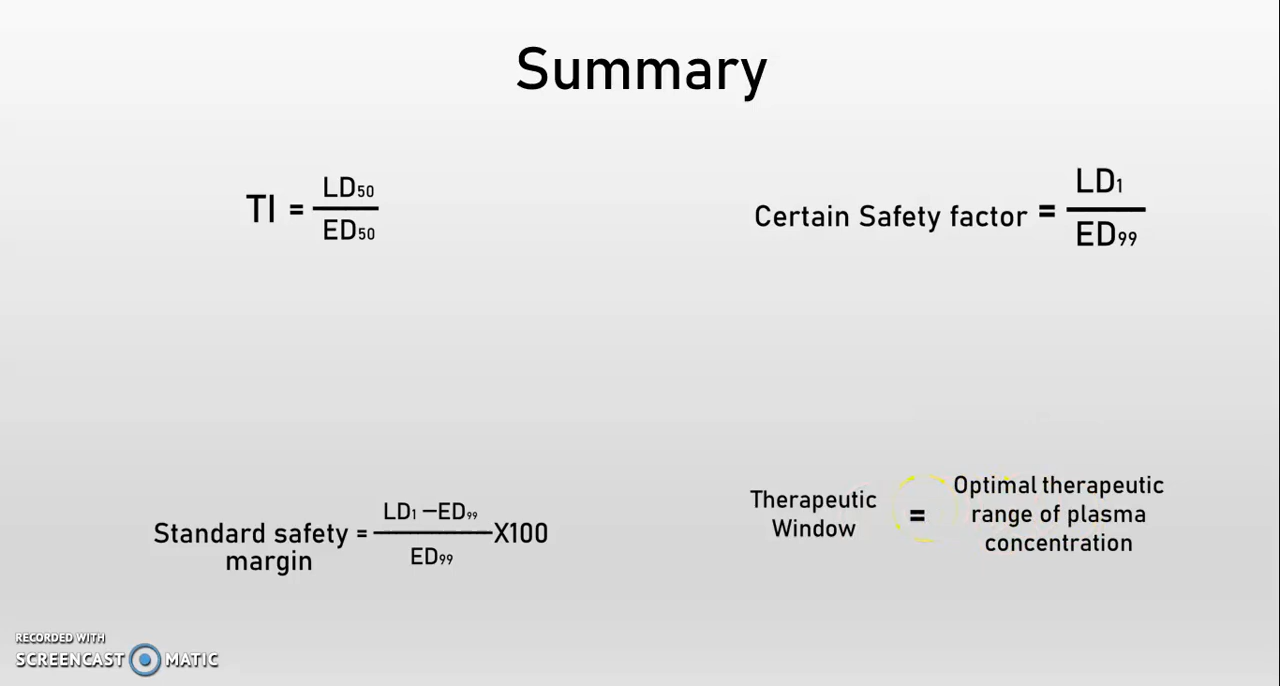 Summary
TI = LD50
ED50
Certain Safety factor = LD1
ED99
Standard safety margin = LD1 –ED99
ED99
X100
Therapeutic
Window
=
Optimal therapeutic
range of plasma
concentration
RECORDED WITH
SCREENCAST MATIC